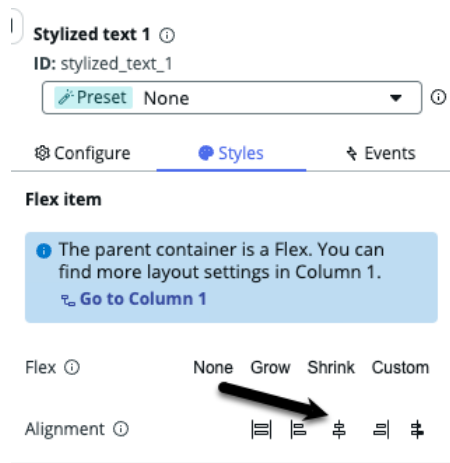 Stylized text 1
ID: stylized_text_1
Preset None
Configure Styles Events
Flex item
The parent container is a Flex. You can
find more layout settings in Column 1.
Go to Column 1
Flex None Grow Shrink Custom
Alignment